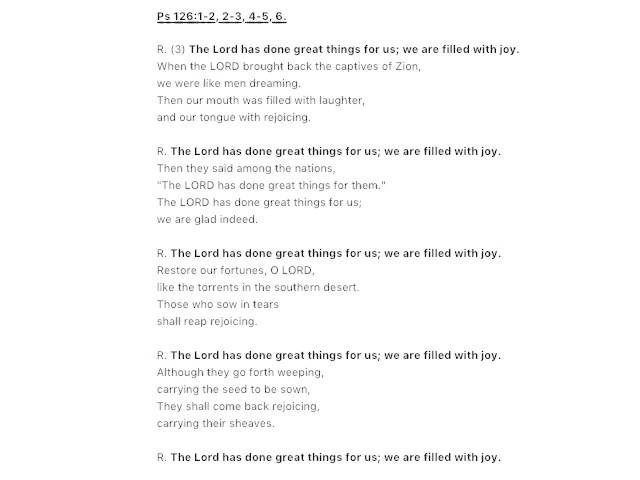 Ps 126:1-2, 2-3, 4-5, 6.
R. (3) The Lord has done great things for us; we are filled with joy.
When the LORD brought back the captives of Zion,
we were like men dreaming.
Then our mouth was filled with laughter,
and our tongue with rejoicing.
R. The Lord has done great things for us; we are filled with joy.
Then they said among the nations,
"The LORD has done great things for them."
The LORD has done great things for us;
we are glad indeed.
R. The Lord has done great things for us; we are filled with joy.
Restore our fortunes, O LORD,
like the torrents in the southern desert.
Those who sow in tears
shall reap rejoicing.
R. The Lord has done great things for us; we are filled with joy.
Although they go forth weeping,
carrying the seed to be sown,
They shall come back rejoicing,
carrying their sheaves.
R. The Lord has done great things for us; we are filled with joy.